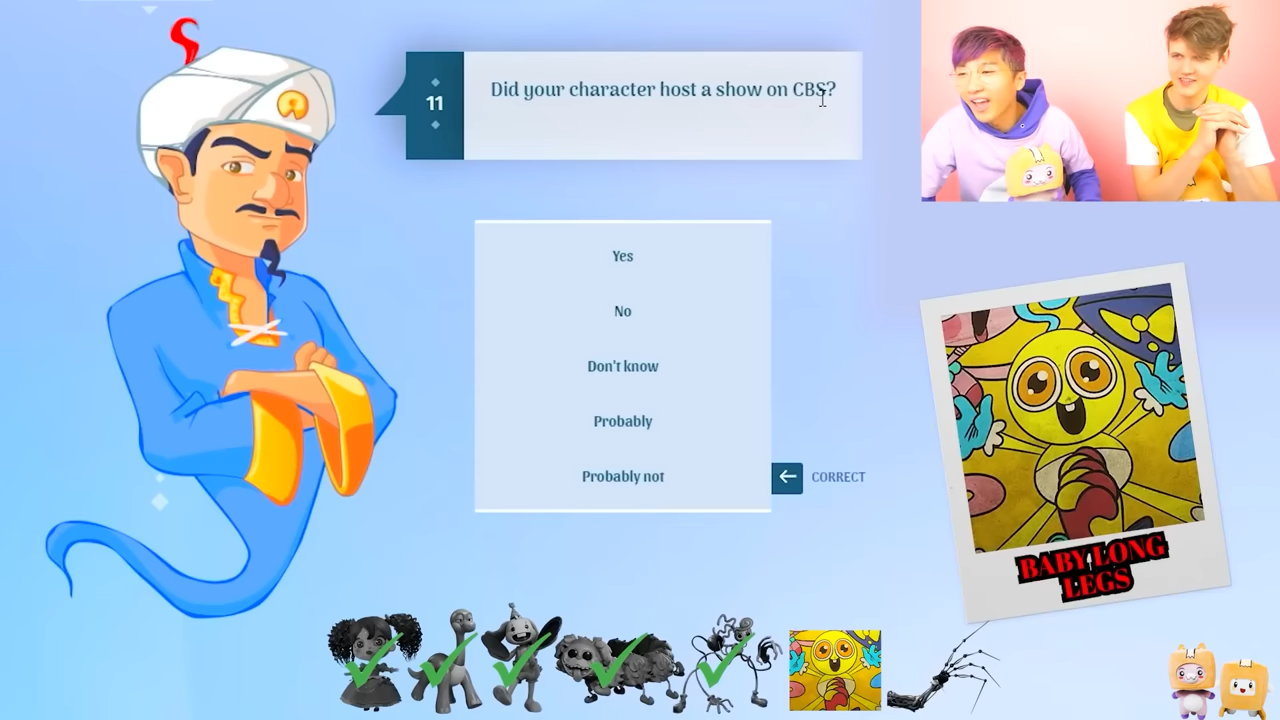 11
Did your character host a show on CBS?
Yes
No
Don't know
Probably
Probably not
CORRECT
BABY LONG
LEGS